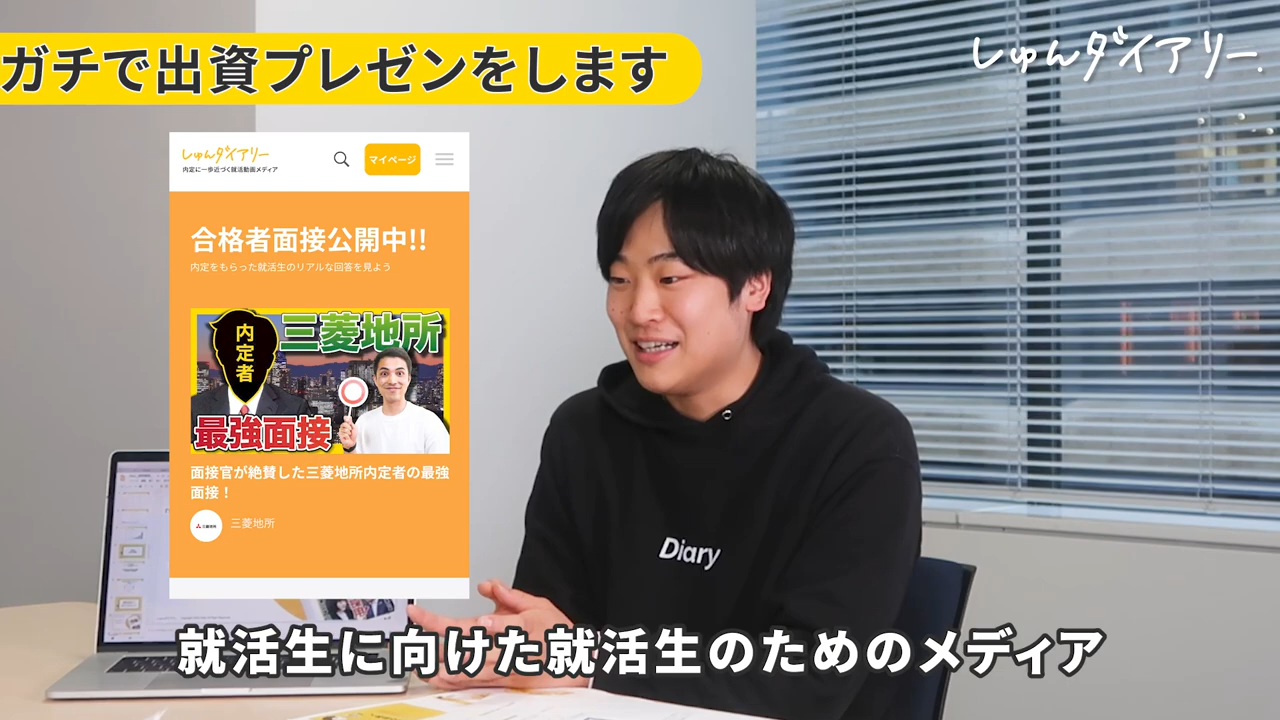 ガチで出資プレゼンをします
しゅんダイアリー.
しゅんダイアリー
内定に一歩近づく就活動画メディア
マイページ
合格者面接公開中!!
内定をもらった就活生のリアルな回答を見よう
内定者
三菱地所
最強面接
面接官が絶賛した三菱地所内定者の最強
面接！
三菱地所
Diary
就活生に向けた就活生のためのメディア